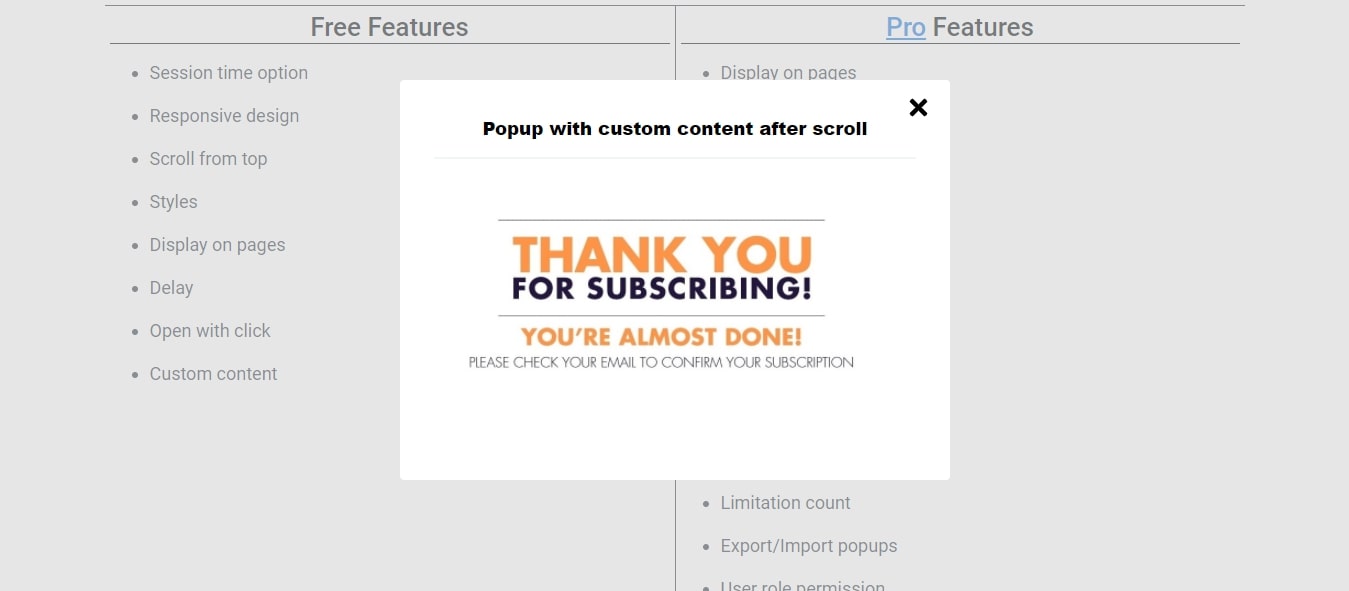 Free Features
Session time option
Responsive design
Scroll from top
Styles
Display on pages
Delay
Open with click
Custom content
Pro Features
Display on pages
Popup with custom content after scroll
THANK YOU
FOR SUBSCRIBING!
YOU'RE ALMOST DONE!
PLEASE CHECK YOUR EMAIL TO CONFIRM YOUR SUBSCRIPTION
Limitation count
Export/Import popups
User role permission